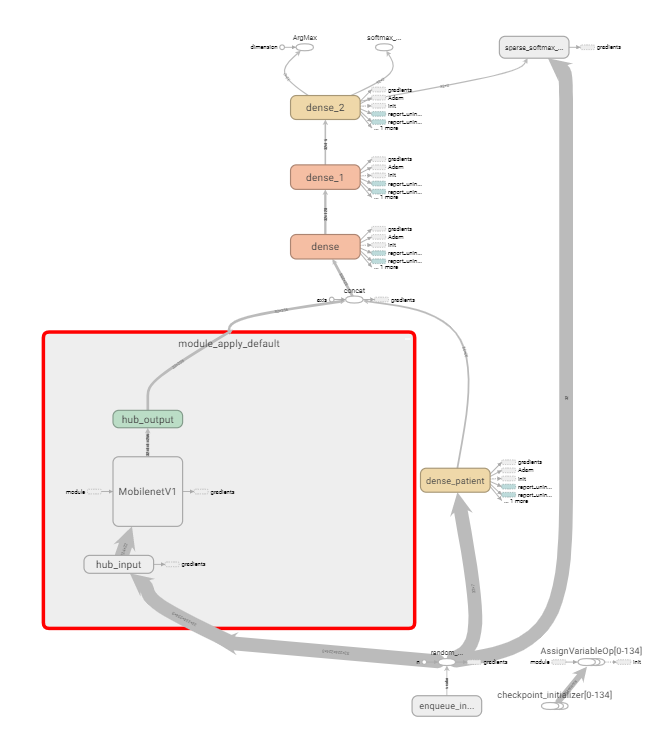 ArgMax
softmax_...
dimension
sparse_softmax_...
gradients
dense_2
gradients
Adam
init
report_unin...
report_unin...
... 1 more
dense_1
gradients
Adam
init
report_unin...
report_unin...
... 1 more
dense
gradients
Adam
init
report_unin...
report_unin...
... 1 more
concat
axis
gradients
module_apply_default
hub_output
MobilenetV1
module
gradients
hub_input
gradients
dense_patient
gradients
Adam
init
report_unin...
report_unin...
... 1 more
random_...
n
gradients
enqueue_in...
AssignVariableOp[0-134]
module
init
checkpoint_initializer[0-134]